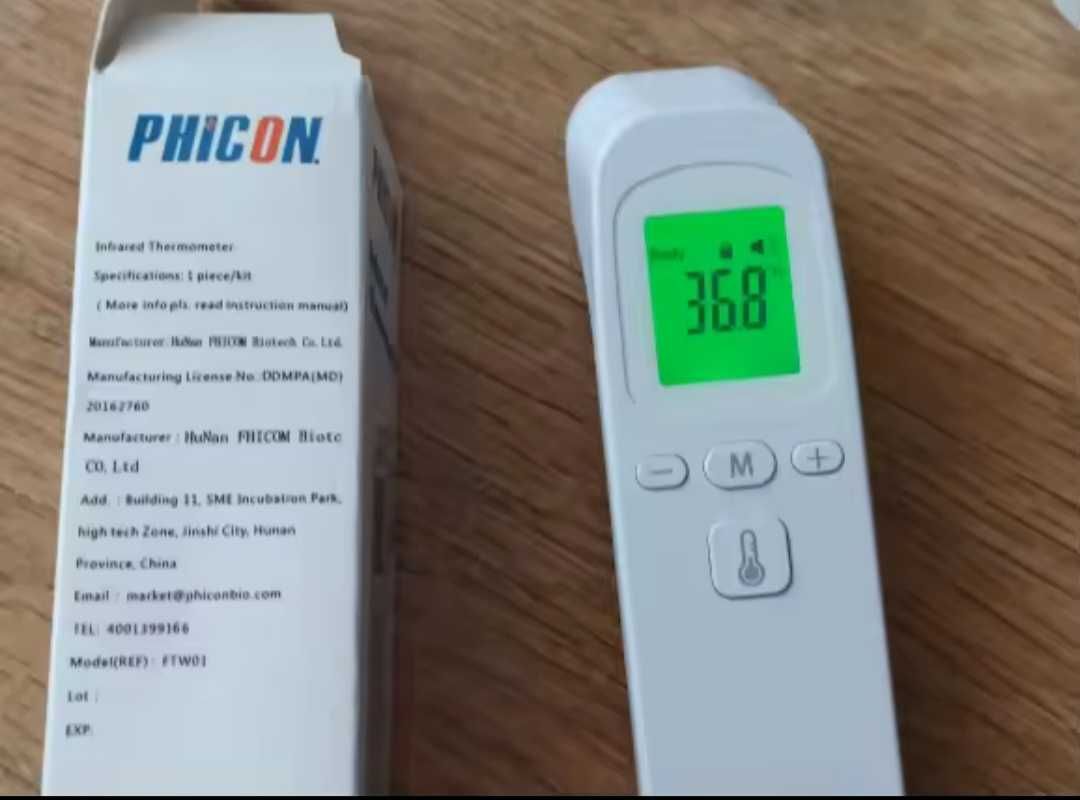 PHICON
Infrared Thermometer
Specifications: 1 piece/kit
( More info pls. read instruction manual)
Manufacturer: HuNan PHICOM Biotech Co. Ltd.
Manufacturing License No.:DDMPA(MD)
20162760
Manufacturer : HuNan PHICOM Biotc
CO. Ltd
Add. : Building 11, SME Incubation Park,
high tech Zone, Jinshi City, Hunan
Province, China
Email : market@phiconbio.com
TEL: 4001399166
Model(REF) : FTW01
Lot :
EXP:
Ready
36.8
M